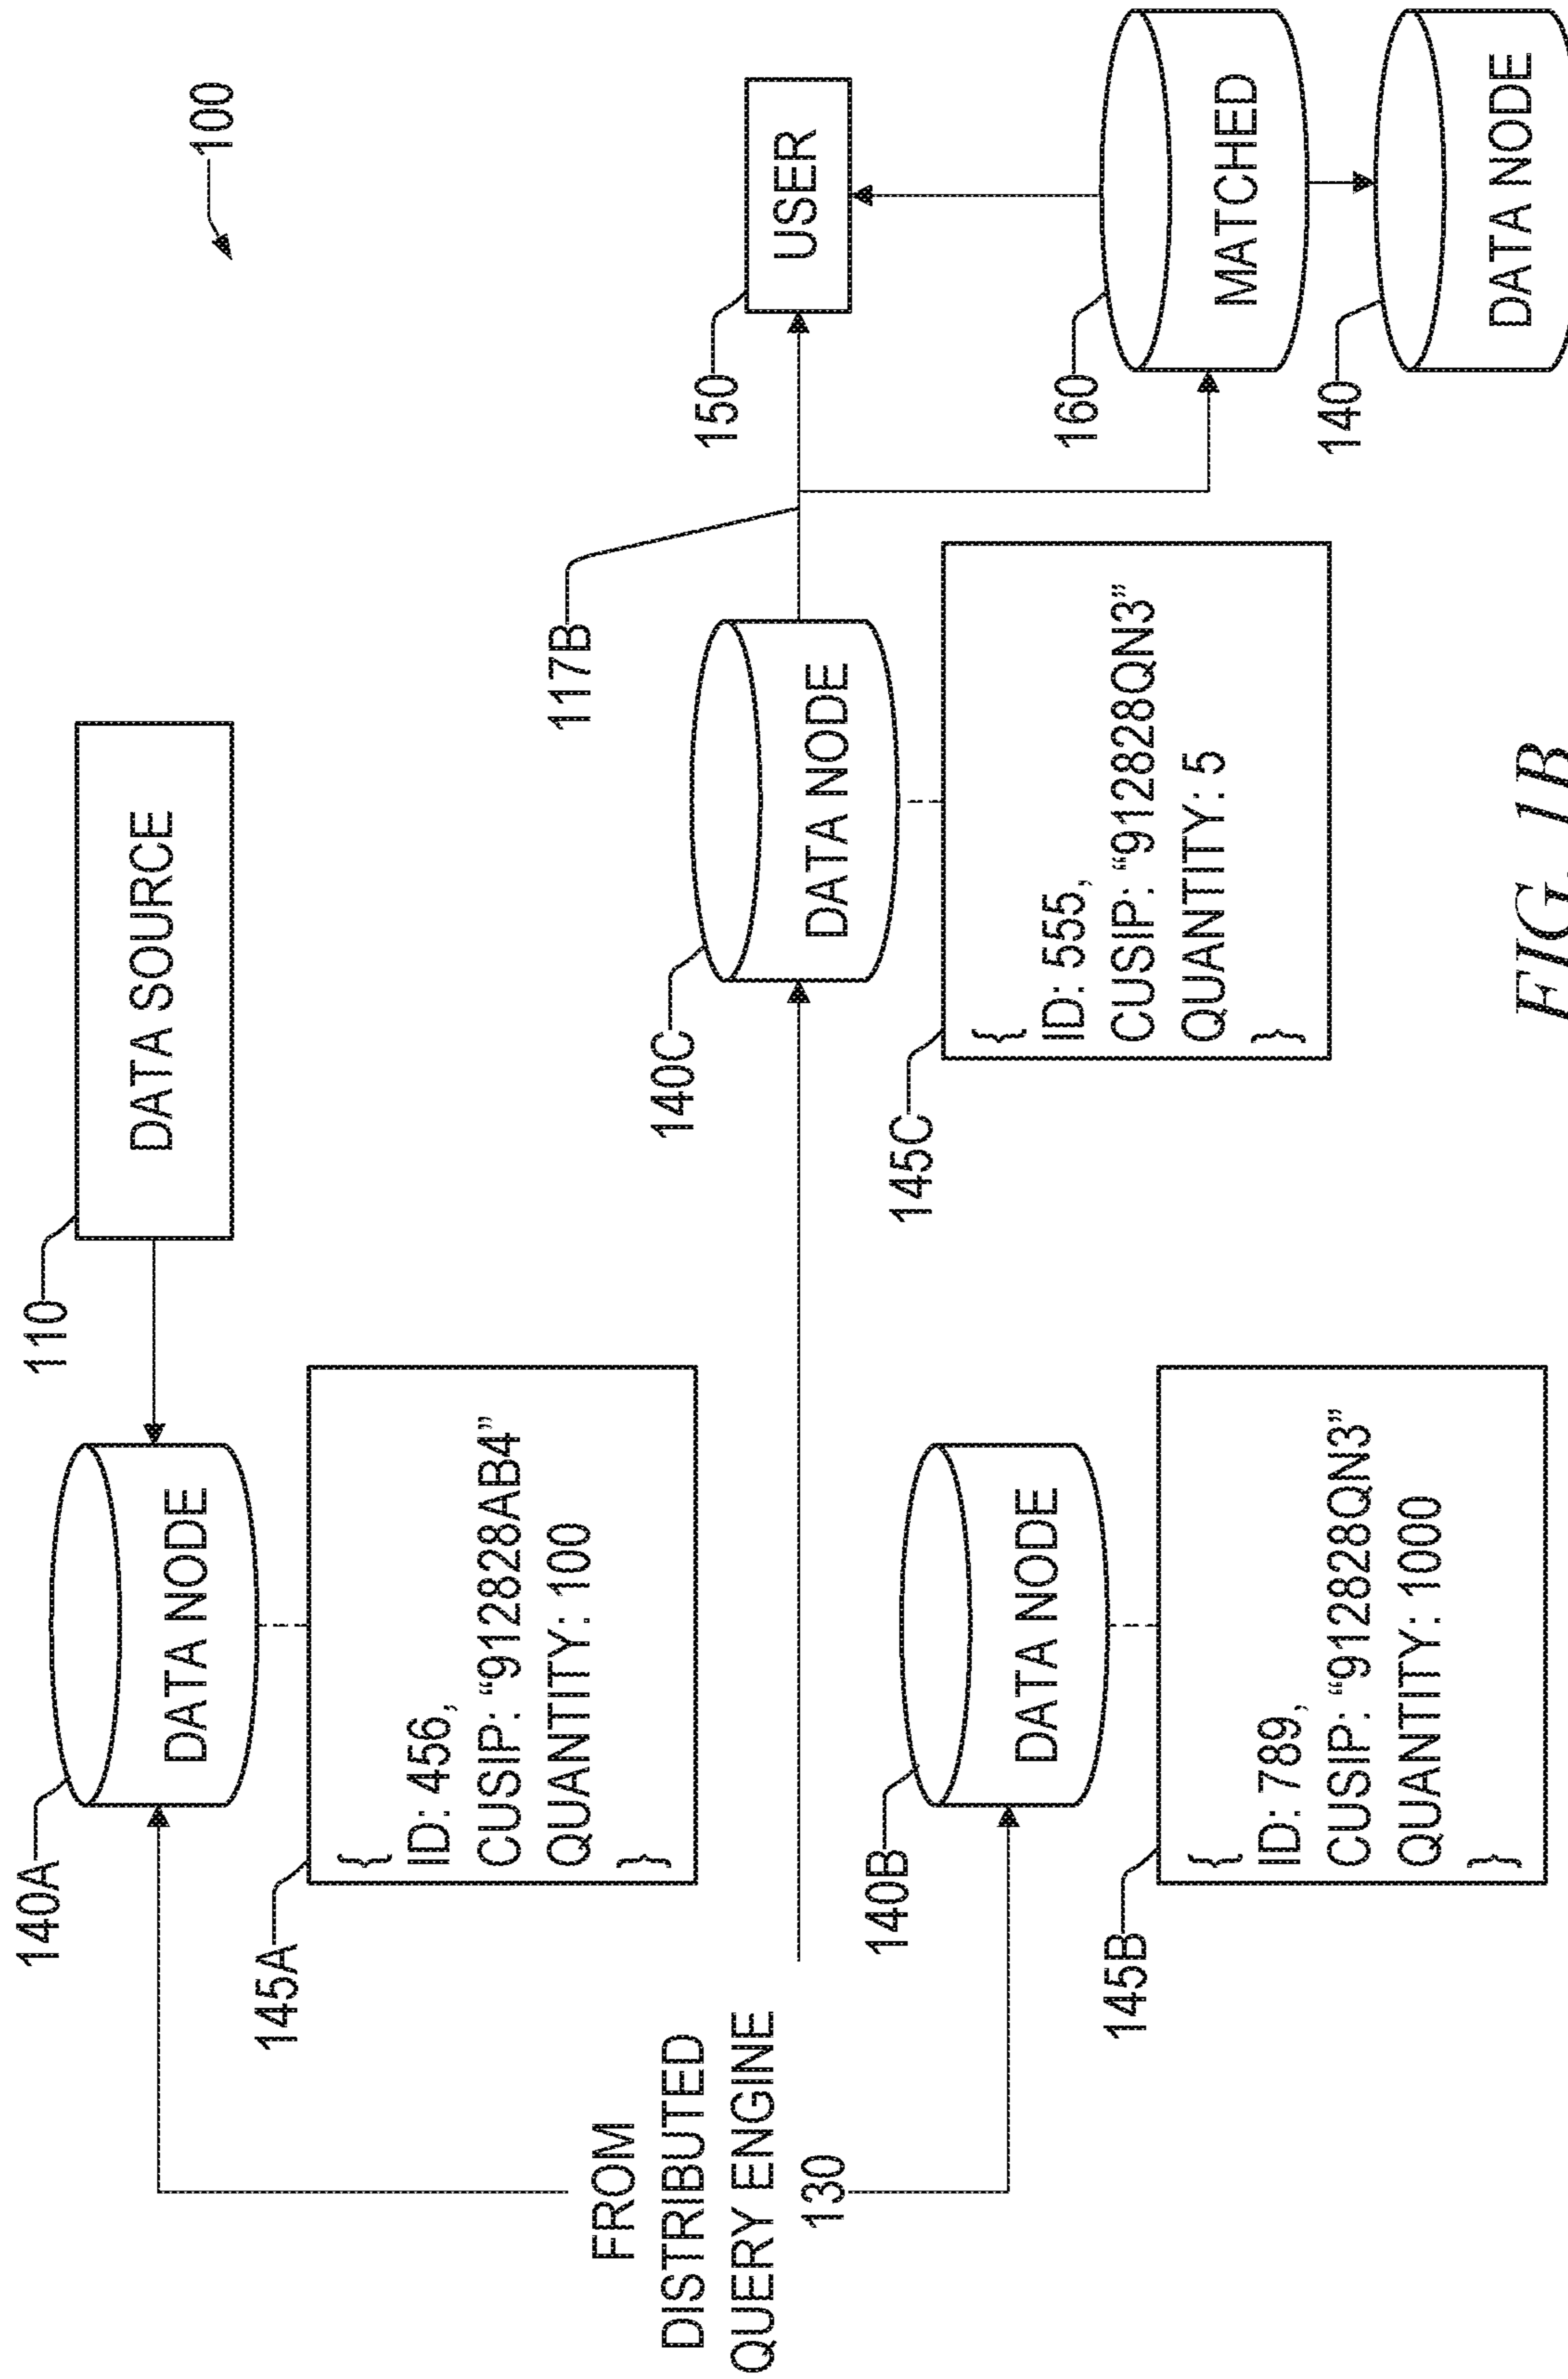 100
110
DATA SOURCE
140A
DATA NODE
145A
{
ID: 456,
CUSIP: “912828AB4”
QUANTITY: 100
}
FROM
DISTRIBUTED
QUERY ENGINE
130
117B
140C
DATA NODE
145C
{
ID: 555,
CUSIP: “912828QN3”
QUANTITY: 5
}
150
USER
160
MATCHED
140
DATA NODE
140B
DATA NODE
145B
{
ID: 789,
CUSIP: “912828QN3”
QUANTITY: 1000
}
FIG. 1B